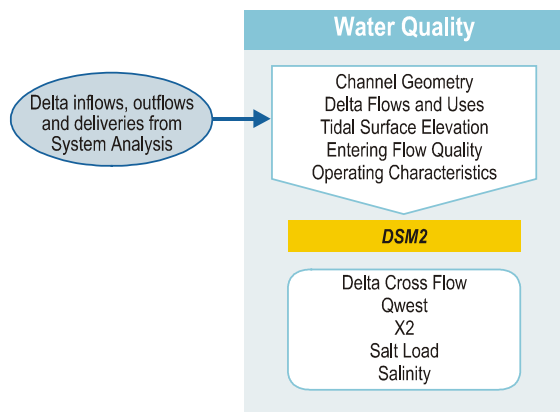 Water Quality
Delta inflows, outflows
and deliveries from
System Analysis
Channel Geometry
Delta Flows and Uses
Tidal Surface Elevation
Entering Flow Quality
Operating Characteristics
DSM2
Delta Cross Flow
Qwest
X2
Salt Load
Salinity